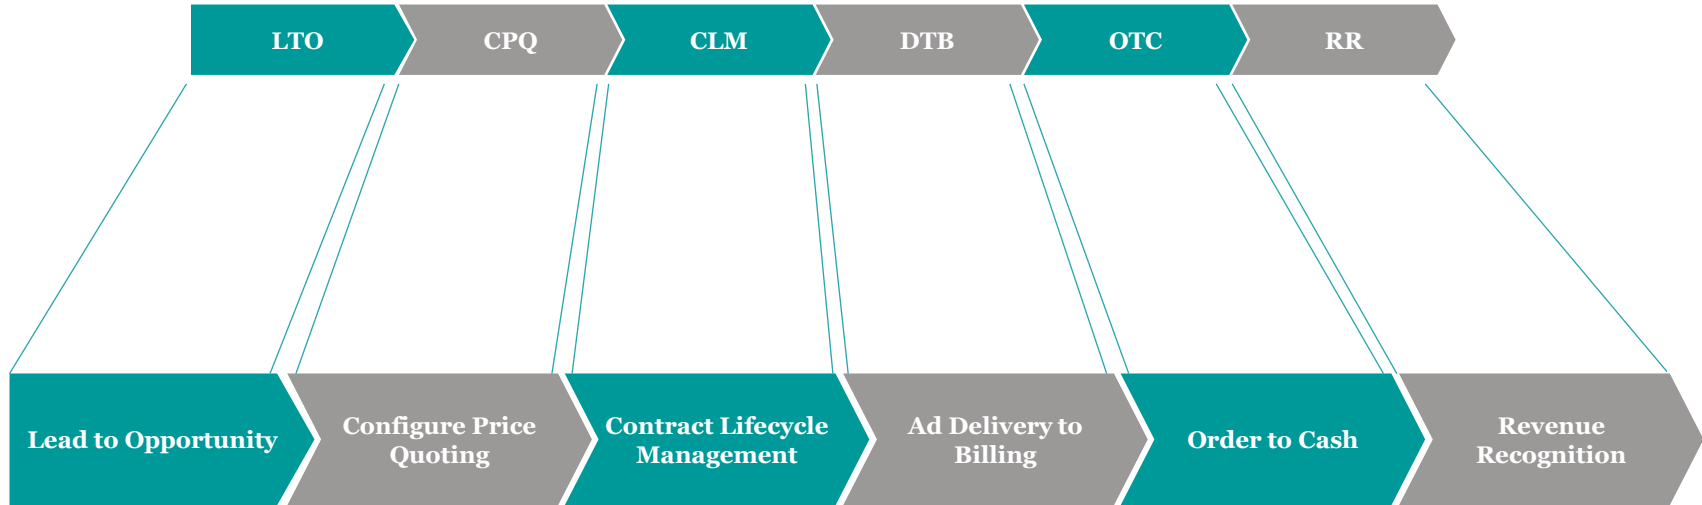 LTO
CPQ
CLM
DTB
OTC
RR
Lead to Opportunity
Configure Price
Quoting
Contract Lifecycle
Management
Ad Delivery to
Billing
Order to Cash
Revenue
Recognition